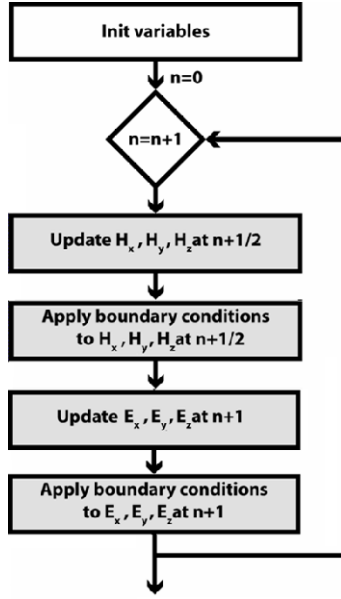 Init variables
n=0
n=n+1
Update Hx, Hy, Hz at n+1/2
Apply boundary conditions
to Hx, Hy, Hz at n+1/2
Update Ex, Ey, Ez at n+1
Apply boundary conditions
to Ex, Ey, Ez at n+1